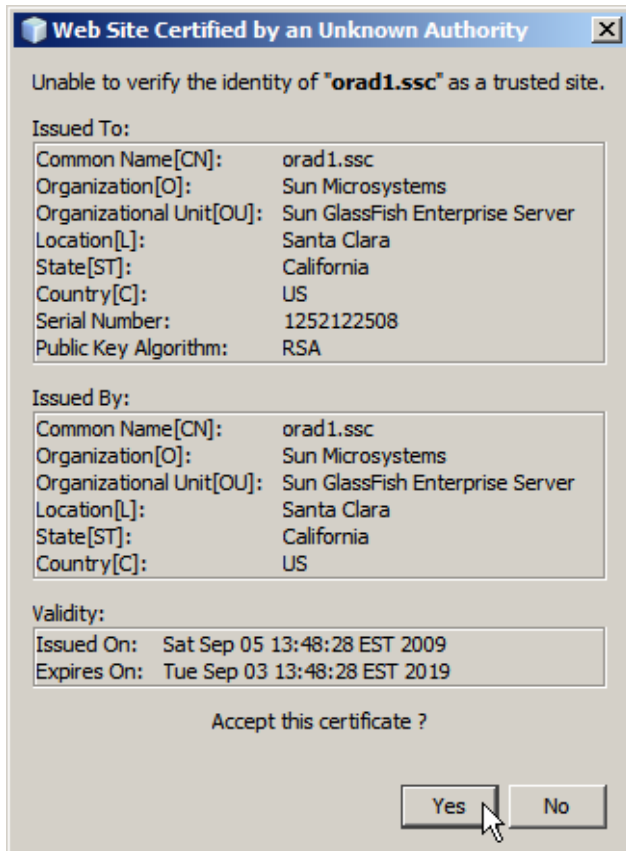 Web Site Certified by an Unknown Authority
Unable to verify the identity of "orad1.ssc" as a trusted site.
Issued To:
Common Name[CN]: orad1.ssc
Organization[O]: Sun Microsystems
Organizational Unit[OU]: Sun GlassFish Enterprise Server
Location[L]: Santa Clara
State[ST]: California
Country[C]: US
Serial Number: 1252122508
Public Key Algorithm: RSA
Issued By:
Common Name[CN]: orad1.ssc
Organization[O]: Sun Microsystems
Organizational Unit[OU]: Sun GlassFish Enterprise Server
Location[L]: Santa Clara
State[ST]: California
Country[C]: US
Validity:
Issued On: Sat Sep 05 13:48:28 EST 2009
Expires On: Tue Sep 03 13:48:28 EST 2019
Accept this certificate ?
Yes No